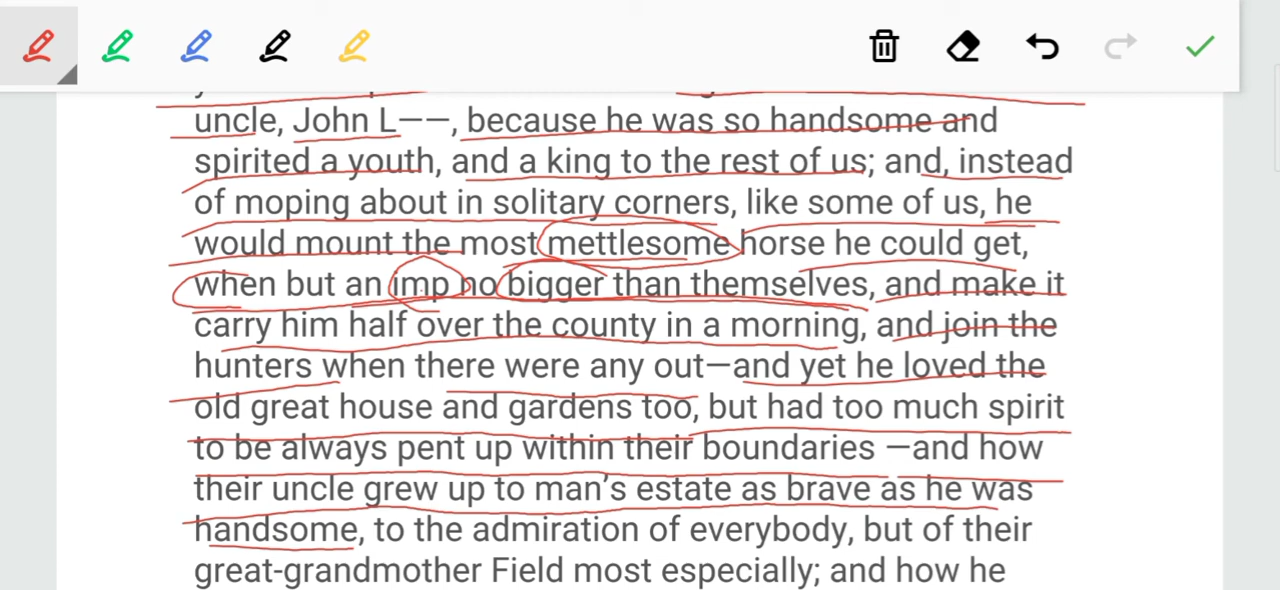 uncle, John L——, because he was so handsome and
spirited a youth, and a king to the rest of us; and, instead
of moping about in solitary corners, like some of us, he
would mount the most mettlesome horse he could get,
when but an imp no bigger than themselves, and make it
carry him half over the county in a morning, and join the
hunters when there were any out—and yet he loved the
old great house and gardens too, but had too much spirit
to be always pent up within their boundaries —and how
their uncle grew up to man’s estate as brave as he was
handsome, to the admiration of everybody, but of their
great-grandmother Field most especially; and how he